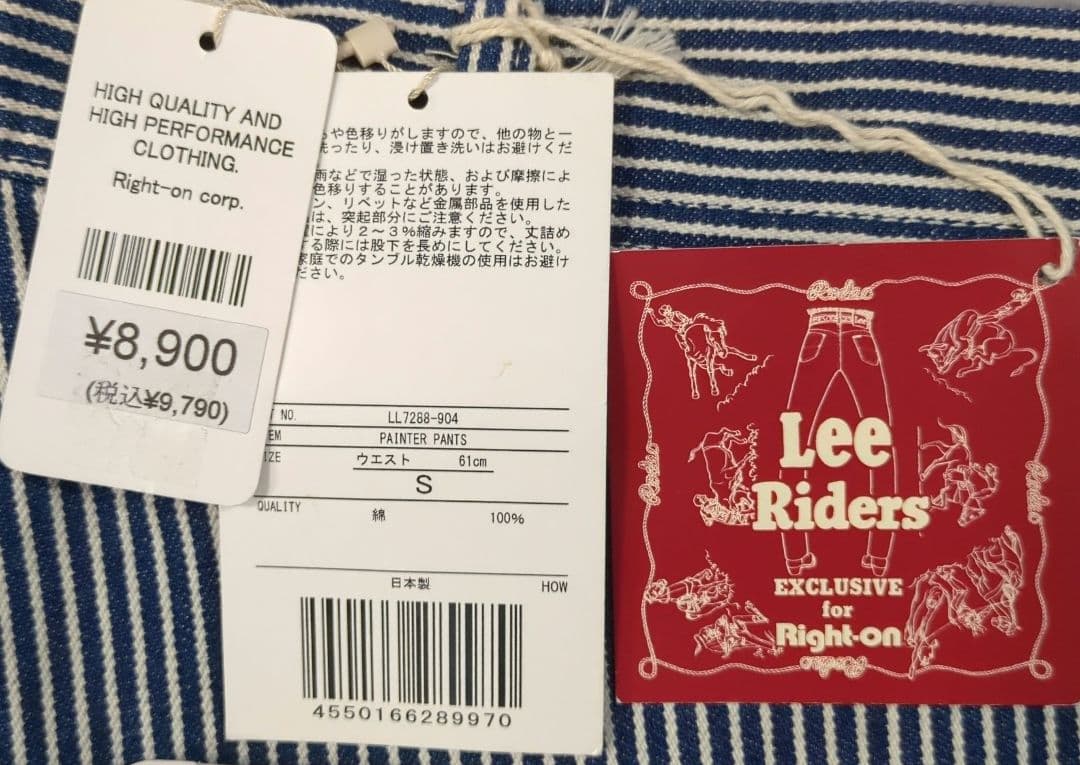 HIGH QUALITY AND
HIGH PERFORMANCE
CLOTHING.
Right-on corp.
¥8,900
(税込¥9,790)
や色移りがしますので、他の物と一
洗ったり、浸け置き洗いはお避けくだ
雨などで湿った状態、および摩擦によ
色移りすることがあります。
ン、リベットなど金属部品を使用した
は、突起部分にご注意ください。
により2〜3%縮みますので、丈詰め
する際には股下を長めにしてください。
家庭でのタンブル乾燥機の使用はお避け
ださい。
NO. LL7288-904
EM PAINTER PANTS
IZE ウエスト 61cm
S
QUALITY 綿 100%
日本製 HOW
4550166289970
Rodeo
Rodeo
Rodeo
Lee
Riders
EXCLUSIVE
for
Right-on
Rodeo